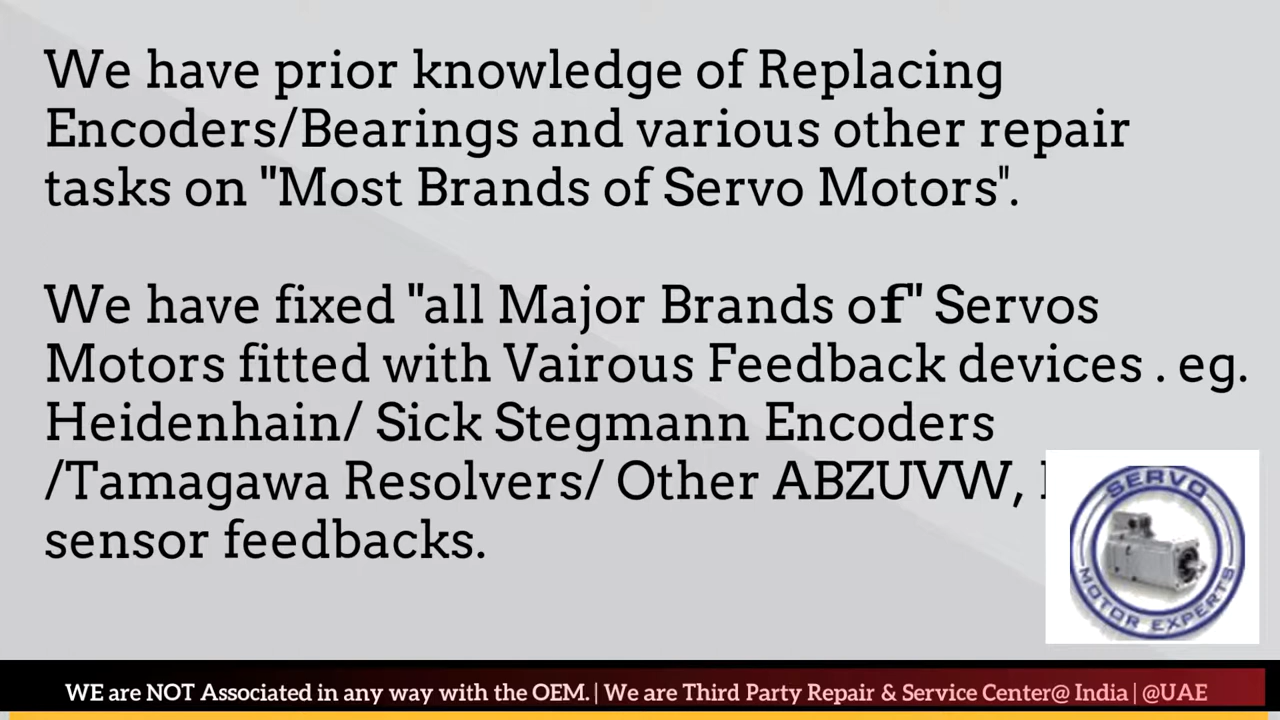 We have prior knowledge of Replacing
Encoders/Bearings and various other repair
tasks on "Most Brands of Servo Motors".
We have fixed "all Major Brands of" Servos
Motors fitted with Vairous Feedback devices . eg.
Heidenhain/ Sick Stegmann Encoders
/Tamagawa Resolvers/ Other ABZUVW,
sensor feedbacks.
SERVO
MOTOR EXPERTS
WE are NOT Associated in any way with the OEM. | We are Third Party Repair & Service Center@ India | @UAE